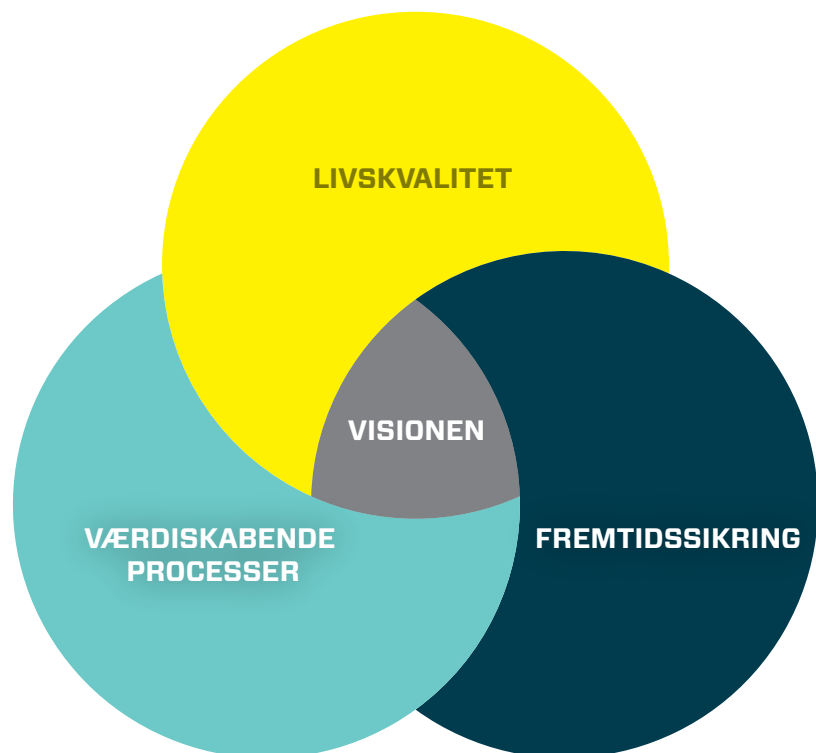 LIVSKVALITET
VISIONEN
VÆRDISKABENDE
PROCESSER
FREMTIDSSIKRING